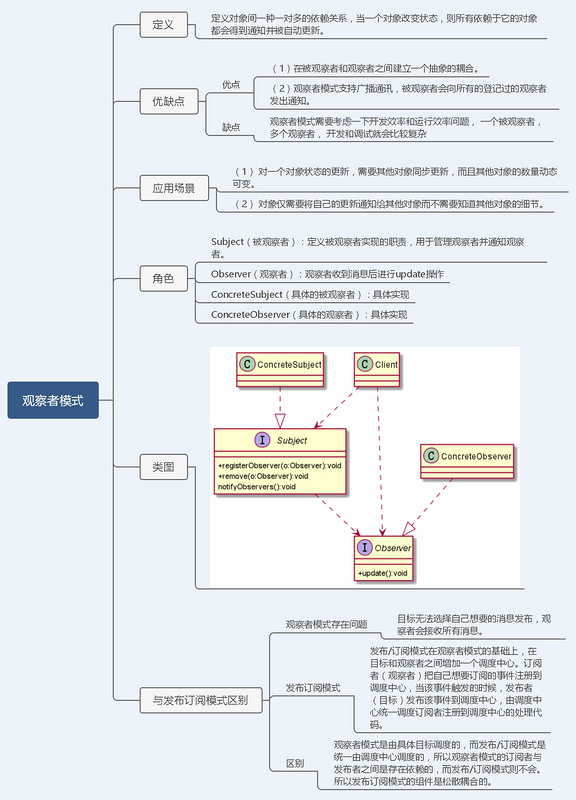 观察者模式
定义
定义对象间一种一对多的依赖关系，当一个对象改变状态，则所有依赖于它的对象
都会得到通知并被自动更新。
优缺点
优点
（1）在被观察者和观察者之间建立一个抽象的耦合。
（2）观察者模式支持广播通讯，被观察者会向所有的登记过的观察者
发出通知。
缺点
观察者模式需要考虑一下开发效率和运行效率问题，一个被观察者，
多个观察者， 开发和调试就会比较复杂
应用场景
（1） 对一个对象状态的更新，需要其他对象同步更新，而且其他对象的数量动态
可变。
（2） 对象仅需要将自己的更新通知给其他对象而不需要知道其他对象的细节。
角色
Subject（被观察者）：定义被观察者实现的职责，用于管理观察者并通知观察
者。
Observer（观察者）：观察者收到消息后进行update操作
ConcreteSubject（具体的被观察者）：具体实现
ConcreteObserver（具体的观察者）：具体实现
类图
C ConcreteSubject
C Client
I Subject
+registerObserver(o:Observer):void
+remove(o:Observer):void
notifyObservers():void
C ConcreteObserver
I Observer
+update():void
与发布订阅模式区别
观察者模式存在问题
目标无法选择自己想要的消息发布，观
察者会接收所有消息。
发布订阅模式
发布/订阅模式在观察者模式的基础上，在
目标和观察者之间增加一个调度中心。订阅
者（观察者）把自己想要订阅的事件注册到
调度中心，当该事件触发的时候，发布者
（目标）发布该事件到调度中心，由调度中
心统一调度订阅者注册到调度中心的处理代
码。
区别
观察者模式是由具体目标调度的，而发布/订阅模式是
统一由调度中心调度的，所以观察者模式的订阅者与
发布者之间是存在依赖的，而发布/订阅模式则不会。
所以发布订阅模式的组件是松散耦合的。